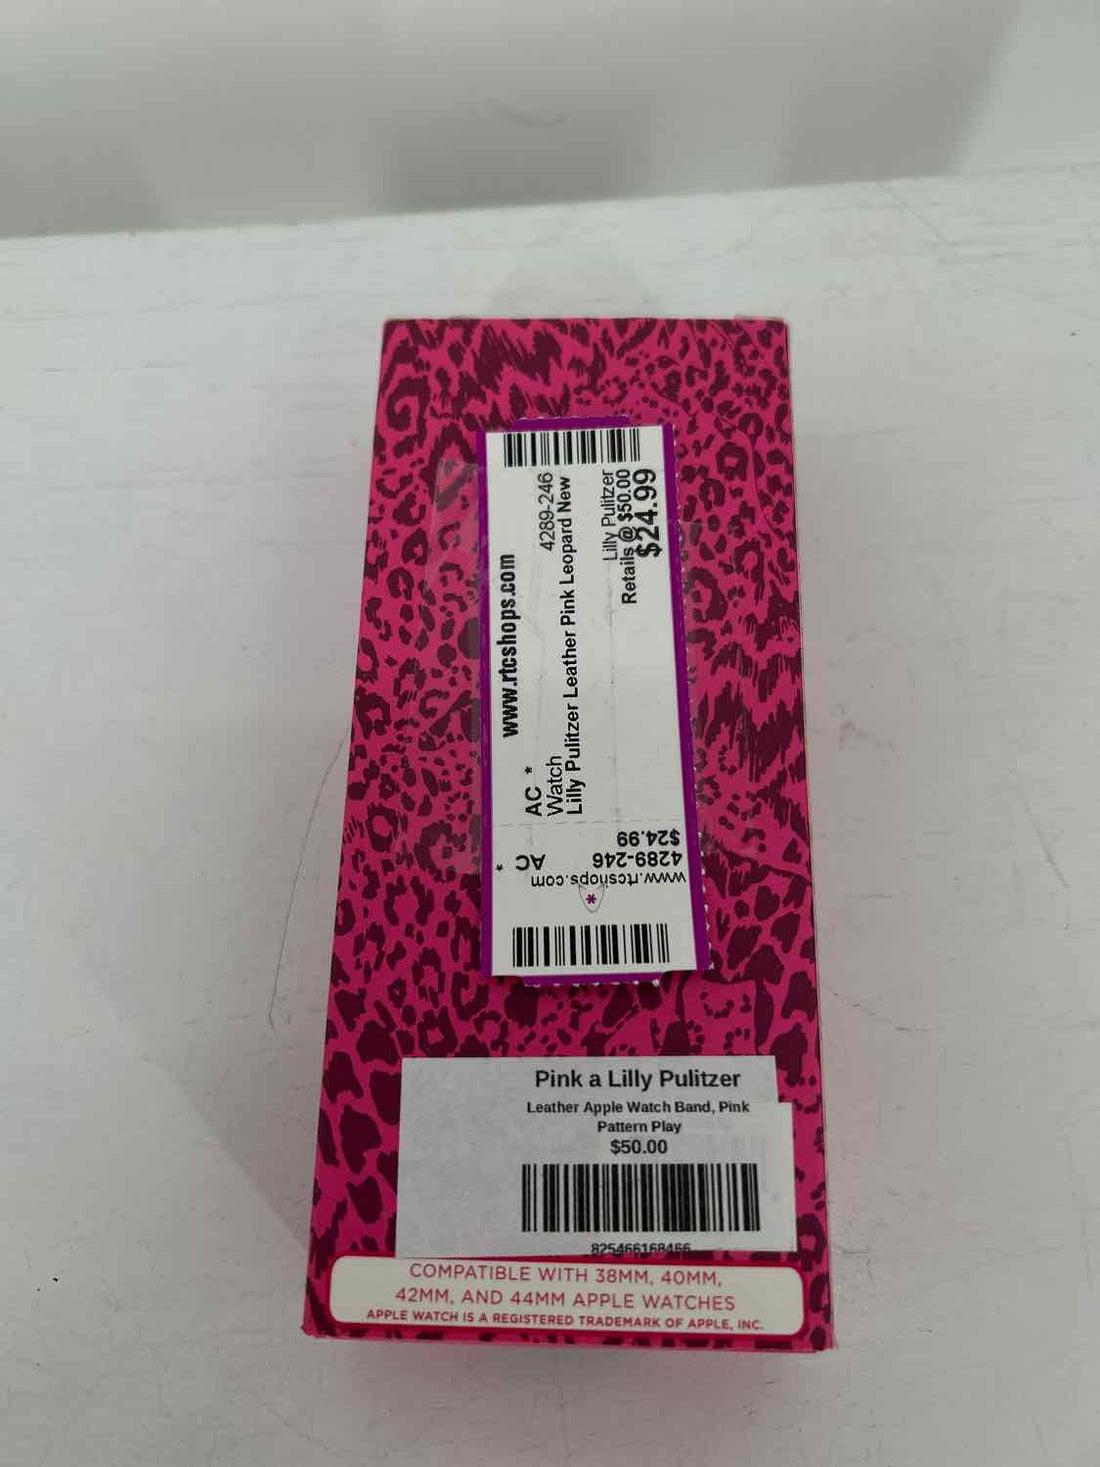 www.rtcshops.com
AC *
4289-246
Watch
Lilly Pulitzer Leather Pink Leopard New
Lilly Pulitzer
Retails @ $50.00
$24.99
www.rtcshops.com
4289-246 AC *
$24.99
*
Pink a Lilly Pulitzer
Leather Apple Watch Band, Pink
Pattern Play
$50.00
825466168466
COMPATIBLE WITH 38MM, 40MM,
42MM, AND 44MM APPLE WATCHES
APPLE WATCH IS A REGISTERED TRADEMARK OF APPLE, INC.